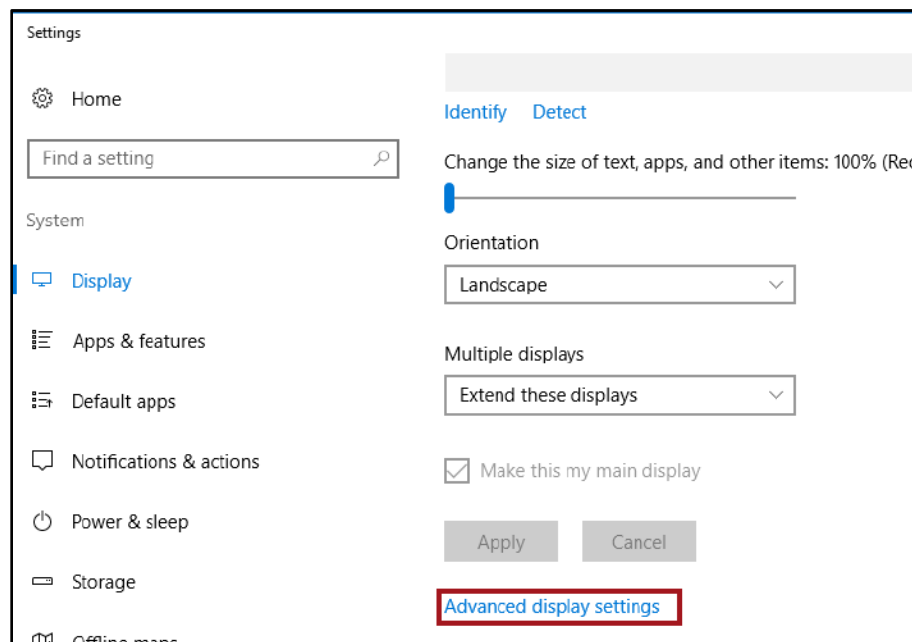 Settings
Home
Find a setting
System
Display
Apps & features
Default apps
Notifications & actions
Power & sleep
Storage
Offline maps
Identify Detect
Change the size of text, apps, and other items: 100%
Orientation
Landscape
Multiple displays
Extend these displays
Make this my main display
Apply Cancel
Advanced display settings